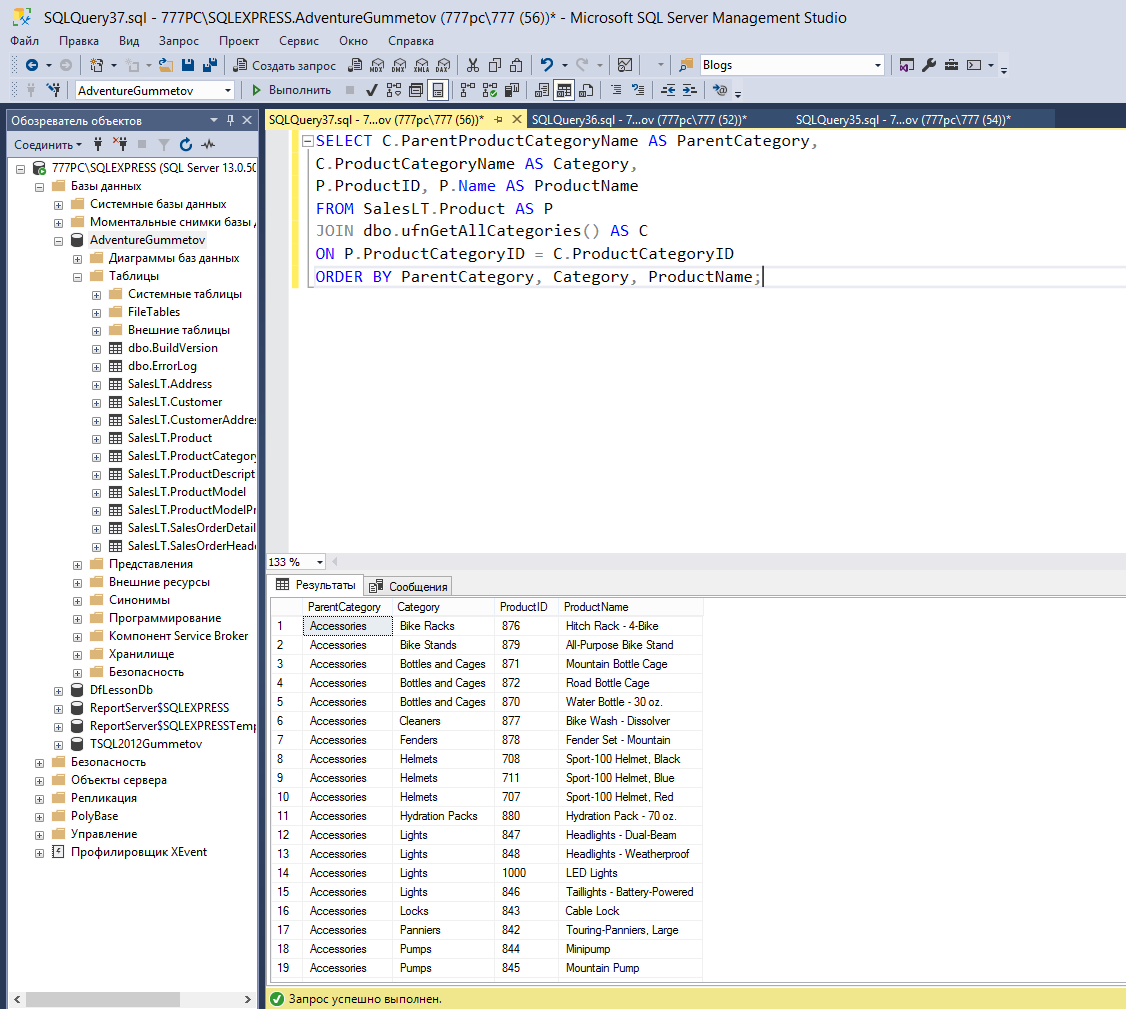 SQLQuery37.sql - 777PC\SQLEXPRESS.AdventureGummetov (777pc\777 (56))* - Microsoft SQL Server Management Studio
Файл Правка Вид Запрос Проект Сервис Окно Справка
Создать запрос MDX DMX XMLA DAX Blogs
AdventureGummetov Выполнить
Обозреватель объектов
Соединить
777PC\SQLEXPRESS (SQL Server 13.0.50
Базы данных
Системные базы данных
Моментальные снимки базы
AdventureGummetov
Диаграммы баз данных
Таблицы
Системные таблицы
FileTables
Внешние таблицы
dbo.BuildVersion
dbo.ErrorLog
SalesLT.Address
SalesLT.Customer
SalesLT.CustomerAddre
SalesLT.Product
SalesLT.ProductCategory
SalesLT.ProductDescript
SalesLT.ProductModel
SalesLT.ProductModelPr
SalesLT.SalesOrderDetail
SalesLT.SalesOrderHead
Представления
Внешние ресурсы
Синонимы
Программирование
Компонент Service Broker
Хранилище
Безопасность
DfLessonDb
ReportServer$SQLEXPRESS
ReportServer$SQLEXPRESSTemp
TSQL2012Gummetov
Безопасность
Объекты сервера
Репликация
PolyBase
Управление
Профилировщик XEvent
SQLQuery37.sql - 7...ov (777pc\777 (56))* SQLQuery36.sql - 7...ov (777pc\777 (52))* SQLQuery35.sql - 7...ov (777pc\777 (54))*
SELECT C.ParentProductCategoryName AS ParentCategory,
C.ProductCategoryName AS Category,
P.ProductID, P.Name AS ProductName
FROM SalesLT.Product AS P
JOIN dbo.ufnGetAllCategories() AS C
ON P.ProductCategoryID = C.ProductCategoryID
ORDER BY ParentCategory, Category, ProductName;
133 %
Результаты Сообщения
ParentCategory Category ProductID ProductName
1 Accessories Bike Racks 876 Hitch Rack - 4-Bike
2 Accessories Bike Stands 879 All-Purpose Bike Stand
3 Accessories Bottles and Cages 871 Mountain Bottle Cage
4 Accessories Bottles and Cages 872 Road Bottle Cage
5 Accessories Bottles and Cages 870 Water Bottle - 30 oz.
6 Accessories Cleaners 877 Bike Wash - Dissolver
7 Accessories Fenders 878 Fender Set - Mountain
8 Accessories Helmets 708 Sport-100 Helmet, Black
9 Accessories Helmets 711 Sport-100 Helmet, Blue
10 Accessories Helmets 707 Sport-100 Helmet, Red
11 Accessories Hydration Packs 880 Hydration Pack - 70 oz.
12 Accessories Lights 847 Headlights - Dual-Beam
13 Accessories Lights 848 Headlights - Weatherproof
14 Accessories Lights 1000 LED Lights
15 Accessories Lights 846 Taillights - Battery-Powered
16 Accessories Locks 843 Cable Lock
17 Accessories Panniers 842 Touring-Panniers, Large
18 Accessories Pumps 844 Minipump
19 Accessories Pumps 845 Mountain Pump
Запрос успешно выполнен.